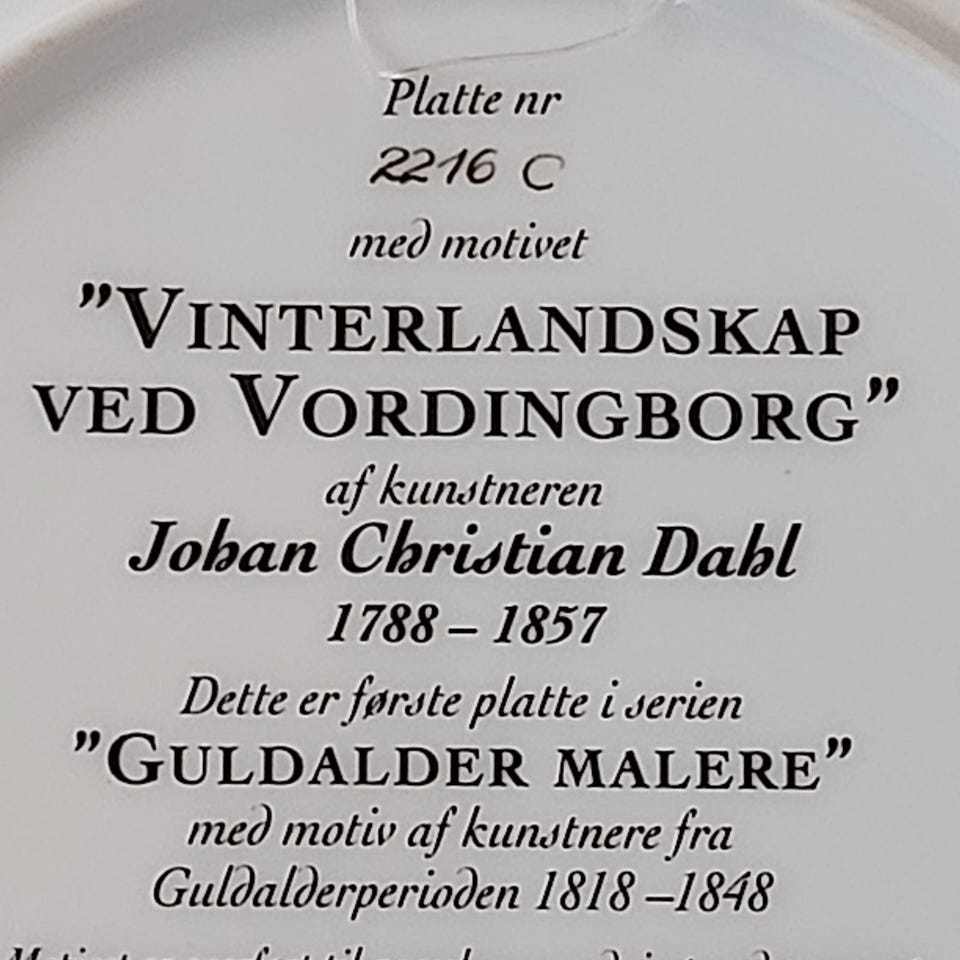 Platte nr
2216 C
med motivet
”VINTERLANDSKAP
VED VORDINGBORG”
af kunstneren
Johan Christian Dahl
1788 – 1857
Dette er første platte i serien
”GULDALDER MALERE”
med motiv af kunstnere fra
Guldalderperioden 1818 –1848